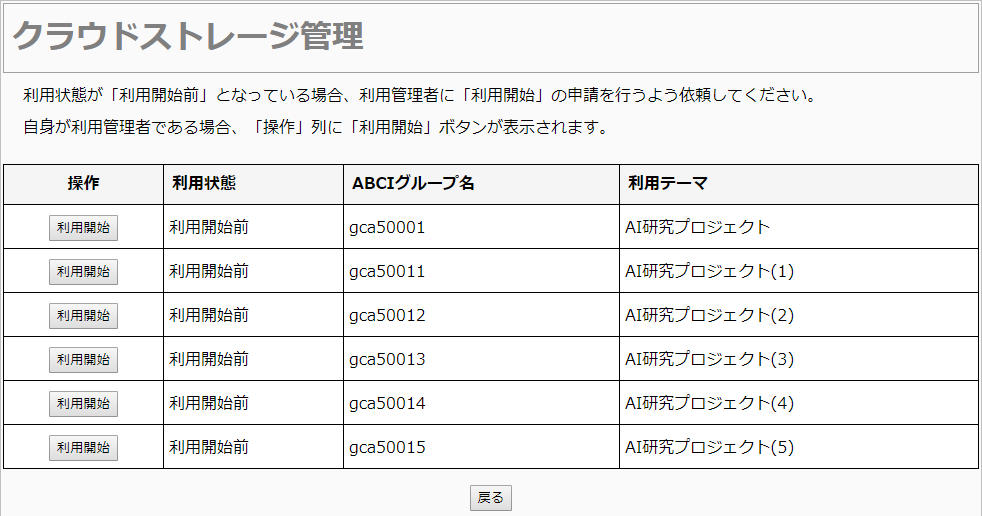 クラウドストレージ管理
利用状態が「利用開始前」となっている場合、利用管理者に「利用開始」の申請を行うよう依頼してください。
自身が利用管理者である場合、「操作」列に「利用開始」ボタンが表示されます。
操作 利用状態 ABCIグループ名 利用テーマ
利用開始 利用開始前 gca50001 AI研究プロジェクト
利用開始 利用開始前 gca50011 AI研究プロジェクト(1)
利用開始 利用開始前 gca50012 AI研究プロジェクト(2)
利用開始 利用開始前 gca50013 AI研究プロジェクト(3)
利用開始 利用開始前 gca50014 AI研究プロジェクト(4)
利用開始 利用開始前 gca50015 AI研究プロジェクト(5)
戻る